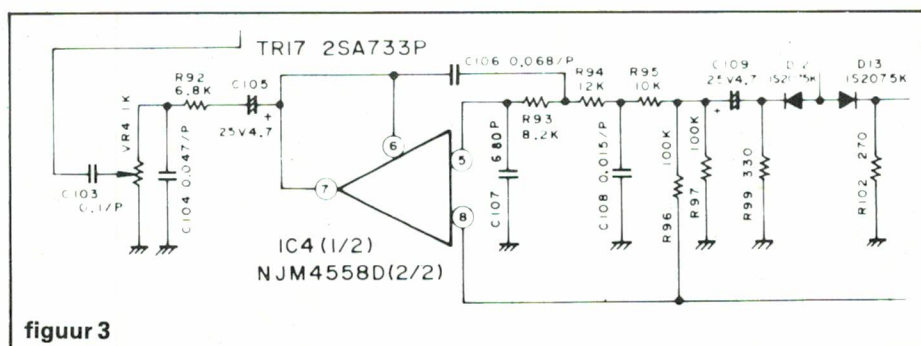 TR17 2SA733P
C106 0.068/P
R92
6.8K
C105
+
25V4.7
VR4 1K
C103
0.1/P
C104 0.047/P
6
7
5
8
IC4(1/2)
NJM4558D(2/2)
C107 680P
R93
8.2K
R94
12K
R95
10K
C108 0.015/P
R96 100K
R97 100K
C109
25V4.7
+
R99 330
D12
1S2075K
D13
1S2075K
R102 270
figuur 3